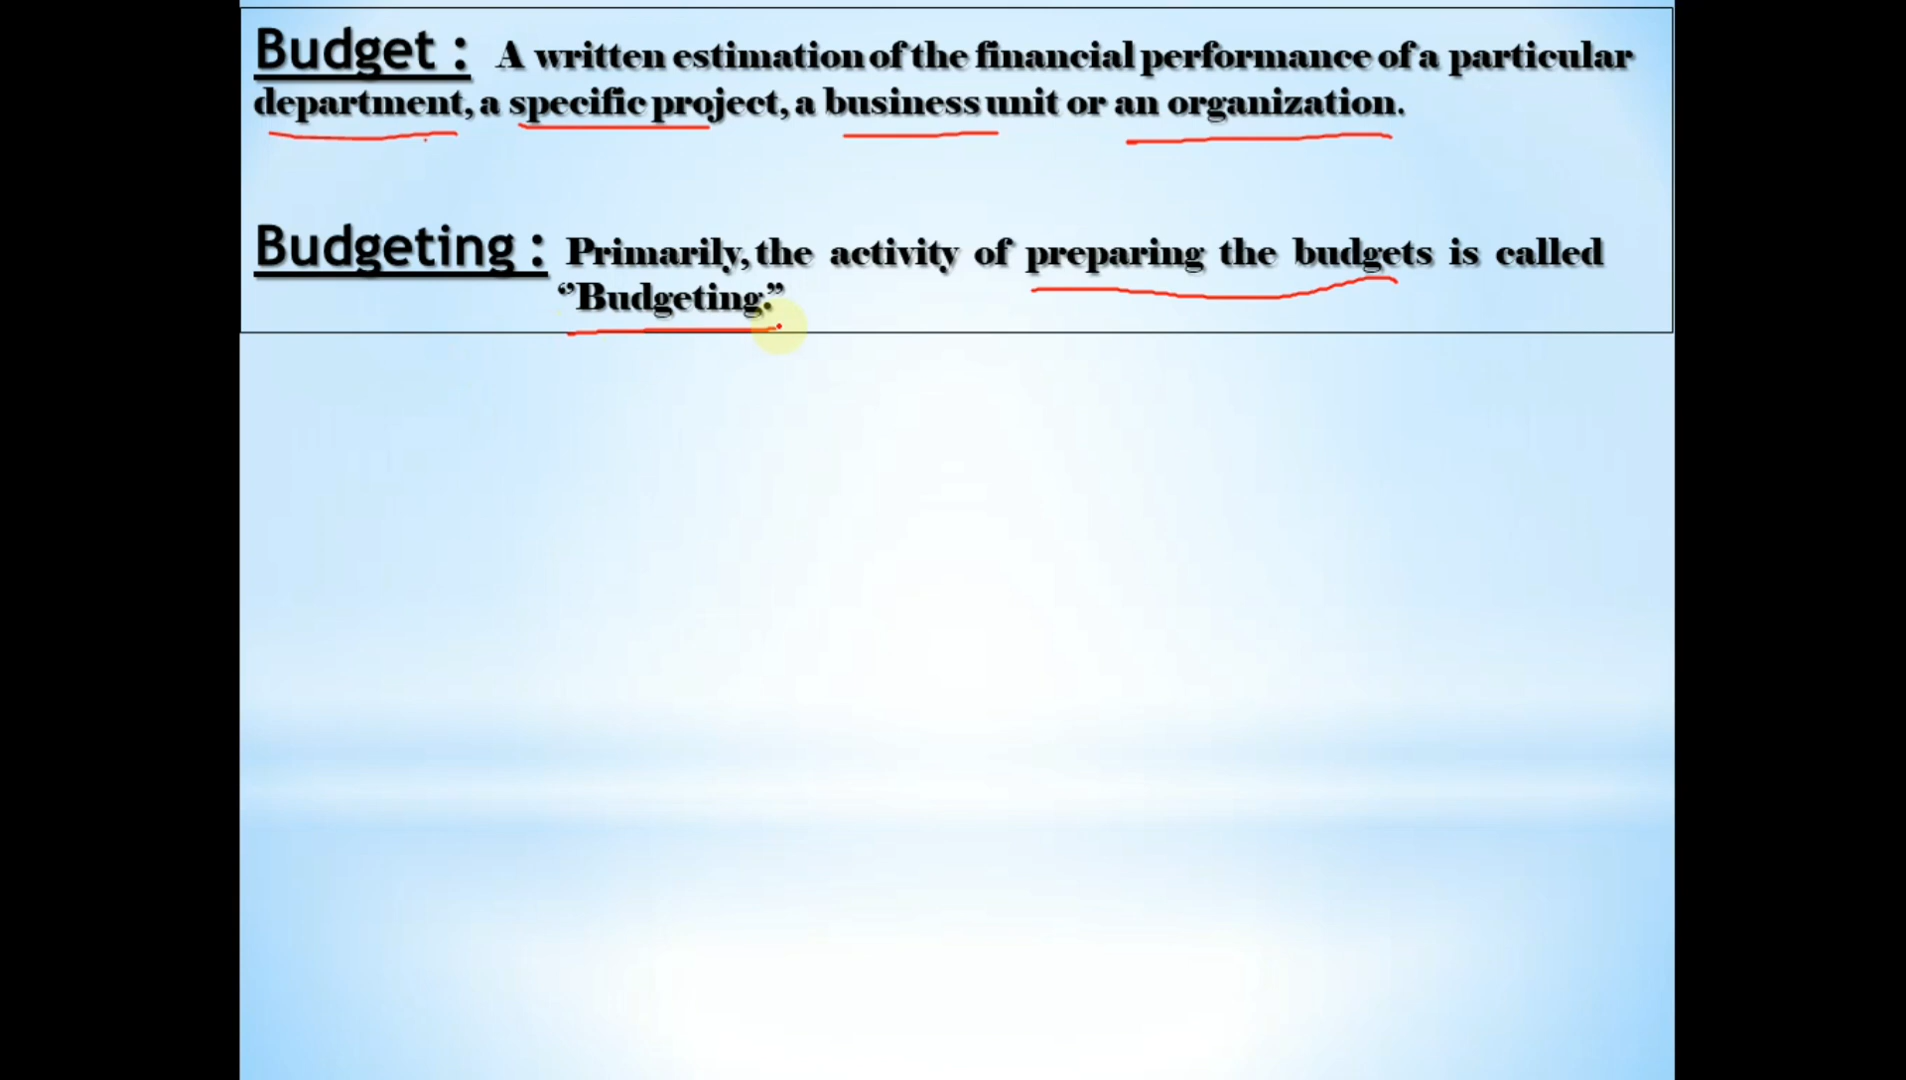 Budget : A written estimation of the financial performance of a particular
department, a specific project, a business unit or an organization.
Budgeting : Primarily, the activity of preparing the budgets is called
‘’Budgeting.”